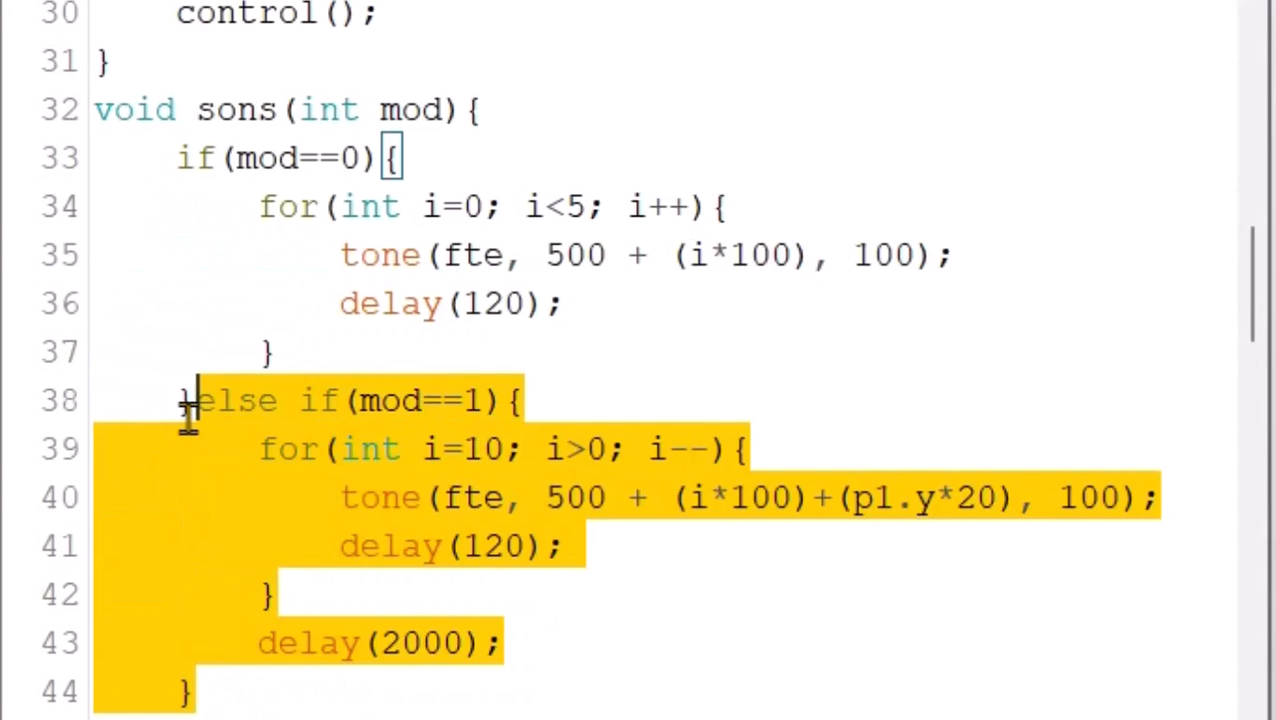 30 control();
31 }
32 void sons(int mod){
33 if(mod==0){
34 for(int i=0; i<5; i++){
35 tone(fte, 500 + (i*100), 100);
36 delay(120);
37 }
38 }else if(mod==1){
39 for(int i=10; i>0; i--){
40 tone(fte, 500 + (i*100)+(p1.y*20), 100);
41 delay(120);
42 }
43 delay(2000);
44 }